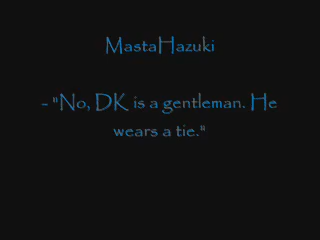 MastaHazuki
- "No, DK is a gentleman. He
wears a tie."